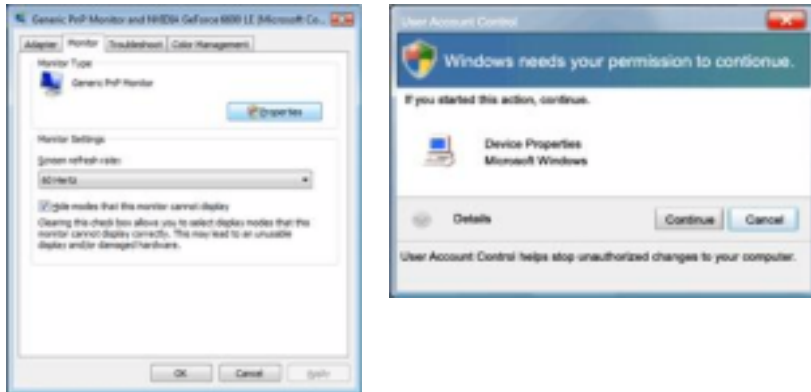 Generic PnP Monitor and NVIDIA GeForce 6800 LE (Microsoft Co...
Adapter Monitor Troubleshoot Color Management
Monitor Type
Generic PnP Monitor
Properties
Monitor Settings
Screen refresh rate:
60 Hertz
Hide modes that this monitor cannot display
Clearing this check box allows you to select display modes that this
monitor cannot display correctly. This may lead to an unusable
display and/or damaged hardware.
OK Cancel Apply
User Account Control
Windows needs your permission to contionue.
If you started this action, continue.
Device Properties
Microsoft Windows
Details Continue Cancel
User Account Control helps stop unauthorized changes to your computer.